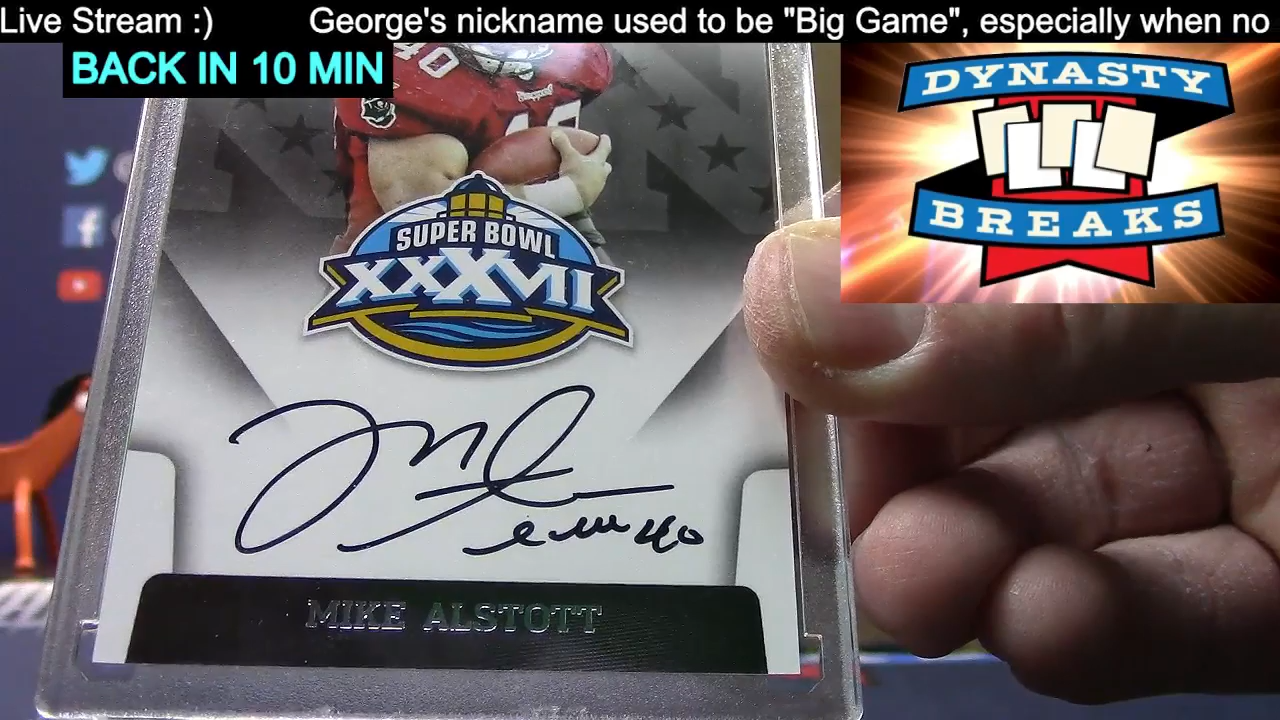 Live Stream :) George's nickname used to be "Big Game", especially when no
BACK IN 10 MIN
DYNASTY
BREAKS
40
SUPER BOWL
XXXVII
MIKE ALSTOTT